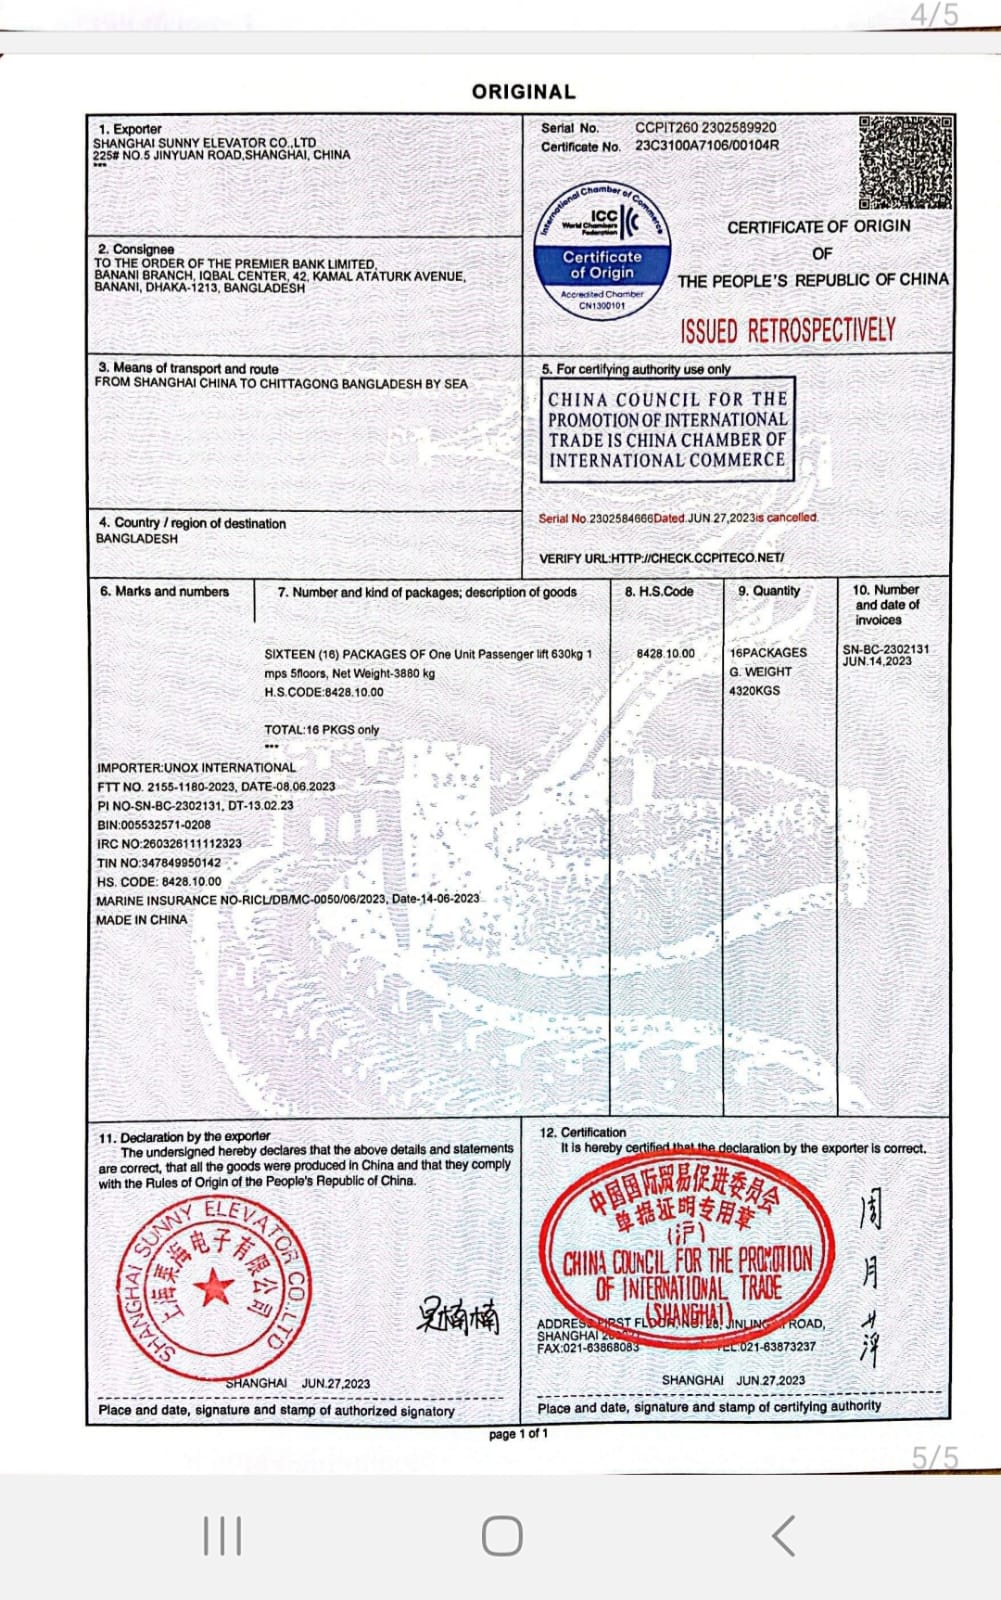 4/5
ORIGINAL
1. Exporter
SHANGHAI SUNNY ELEVATOR CO.,LTD
225# NO.5 JINYUAN ROAD,SHANGHAI, CHINA
***
Serial No. CCPIT260 2302589920
Certificate No. 23C3100A7106/00104R
International Chamber of Commerce
ICC
World Chambers
Federation
Certificate
of Origin
Accredited Chamber
CN1300101
CERTIFICATE OF ORIGIN
OF
THE PEOPLE'S REPUBLIC OF CHINA
ISSUED RETROSPECTIVELY
2. Consignee
TO THE ORDER OF THE PREMIER BANK LIMITED,
BANANI BRANCH, IQBAL CENTER, 42, KAMAL ATATURK AVENUE,
BANANI, DHAKA-1213, BANGLADESH
3. Means of transport and route
FROM SHANGHAI CHINA TO CHITTAGONG BANGLADESH BY SEA
4. Country / region of destination
BANGLADESH
5. For certifying authority use only
CHINA COUNCIL FOR THE
PROMOTION OF INTERNATIONAL
TRADE IS CHINA CHAMBER OF
INTERNATIONAL COMMERCE
Serial No.2302584666Dated.JUN.27,2023is cancelled.
VERIFY URL:HTTP://CHECK.CCPITECO.NET/
6. Marks and numbers
7. Number and kind of packages; description of goods
8. H.S.Code
9. Quantity
10. Number
and date of
invoices
SIXTEEN (16) PACKAGES OF One Unit Passenger lift 630kg 1
mps 5floors, Net Weight-3880 kg
H.S.CODE:8428.10.00
TOTAL:16 PKGS only
***
8428.10.00
16PACKAGES
G. WEIGHT
4320KGS
SN-BC-2302131
JUN.14,2023
IMPORTER:UNOX INTERNATIONAL
FTT NO. 2155-1180-2023, DATE-08.06.2023
PI NO-SN-BC-2302131, DT-13.02.23
BIN:005532571-0208
IRC NO:260326111112323
TIN NO:347849950142
HS. CODE: 8428.10.00
MARINE INSURANCE NO-RICL/DB/MC-0050/06/2023, Date-14-06-2023
MADE IN CHINA
11. Declaration by the exporter
The undersigned hereby declares that the above details and statements
are correct, that all the goods were produced in China and that they comply
with the Rules of Origin of the People's Republic of China.
SHANGHAI SUNNY ELEVATOR CO.,LTD
电子有限公司
SHANGHAI JUN.27,2023
Place and date, signature and stamp of authorized signatory
12. Certification
It is hereby certified that the declaration by the exporter is correct.
中国国际贸易促进委员会
单据证明专用章
(沪)
CHINA COUNCIL FOR THE PROMOTION
OF INTERNATIONAL TRADE
(SHANGHAI)
周
月
ADDRESS:FIRST FLOOR, JINLING ROAD,
SHANGHAI
FAX:021-63868083 TEL:021-63873237
SHANGHAI JUN.27,2023
Place and date, signature and stamp of certifying authority
page 1 of 1
5/5